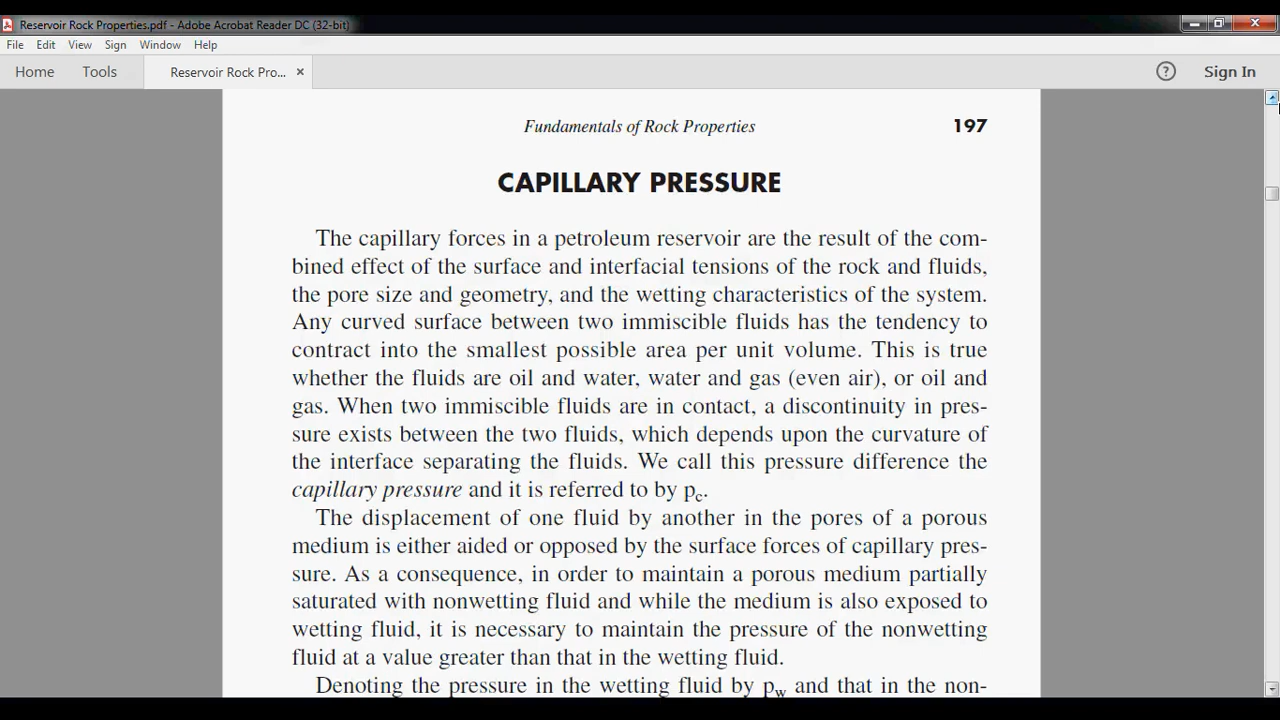 Reservoir Rock Properties.pdf - Adobe Acrobat Reader DC (32-bit)
File Edit View Sign Window Help
Home Tools Reservoir Rock Pro... × ? Sign In
Fundamentals of Rock Properties 197
CAPILLARY PRESSURE
The capillary forces in a petroleum reservoir are the result of the com-
bined effect of the surface and interfacial tensions of the rock and fluids,
the pore size and geometry, and the wetting characteristics of the system.
Any curved surface between two immiscible fluids has the tendency to
contract into the smallest possible area per unit volume. This is true
whether the fluids are oil and water, water and gas (even air), or oil and
gas. When two immiscible fluids are in contact, a discontinuity in pres-
sure exists between the two fluids, which depends upon the curvature of
the interface separating the fluids. We call this pressure difference the
capillary pressure and it is referred to by pc.
The displacement of one fluid by another in the pores of a porous
medium is either aided or opposed by the surface forces of capillary pres-
sure. As a consequence, in order to maintain a porous medium partially
saturated with nonwetting fluid and while the medium is also exposed to
wetting fluid, it is necessary to maintain the pressure of the nonwetting
fluid at a value greater than that in the wetting fluid.
Denoting the pressure in the wetting fluid by pw and that in the non-